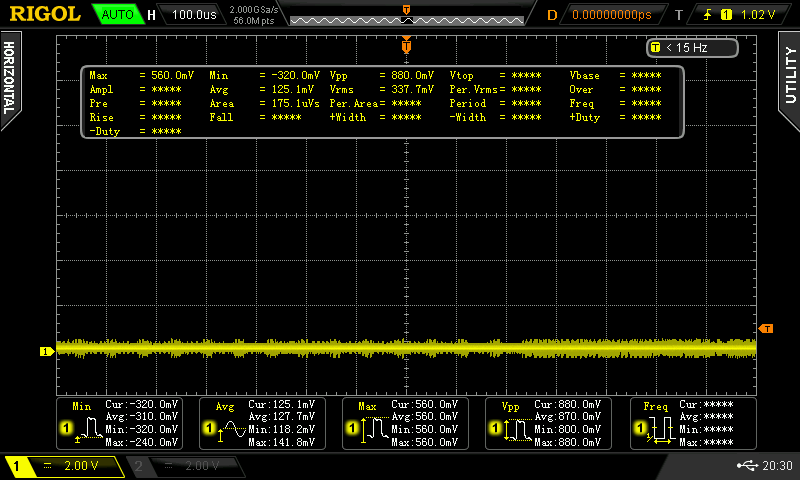 RIGOL AUTO H 100.0us 2.000GSa/s 56.0M pts T D 0.00000000ps T 1 1.02 V
HORIZONTAL
UTILITY
T
T < 15 Hz
Max = 560.0mV Min = -320.0mV Vpp = 880.0mV Vtop = ***** Vbase = *****
Ampl = ***** Avg = 125.1mV Vrms = 337.7mV Per.Vrms= ***** Over = *****
Pre = ***** Area = 175.1uVs Per.Area= ***** Period = ***** Freq = *****
Rise = ***** Fall = ***** +Width = ***** -Width = ***** +Duty = *****
-Duty = *****
T
1
Min
1
Cur:-320.0mV
Avg:-310.0mV
Min:-320.0mV
Max:-240.0mV
Avg
1
Cur:125.1mV
Avg:127.7mV
Min:118.2mV
Max:141.8mV
Max
1
Cur:560.0mV
Avg:560.0mV
Min:560.0mV
Max:560.0mV
Vpp
1
Cur:880.0mV
Avg:870.0mV
Min:800.0mV
Max:880.0mV
Freq
1
Cur:*****
Avg:*****
Min:*****
Max:*****
1 2.00 V 2 2.00 V 20:30